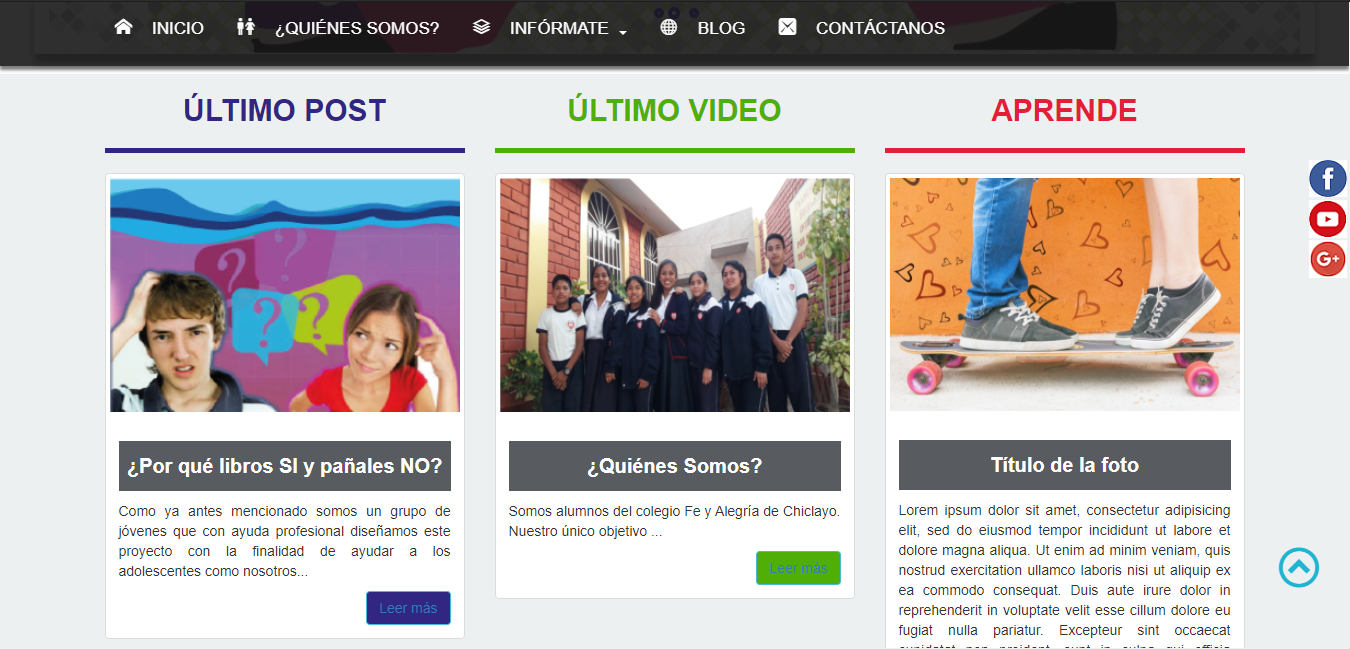 INICIO ¿QUIÉNES SOMOS? INFÓRMATE BLOG CONTÁCTANOS
ÚLTIMO POST
¿Por qué libros SI y pañales NO?
Como ya antes mencionado somos un grupo de
jóvenes que con ayuda profesional diseñamos este
proyecto con la finalidad de ayudar a los
adolescentes como nosotros...
Leer más
ÚLTIMO VIDEO
¿Quiénes Somos?
Somos alumnos del colegio Fe y Alegría de Chiclayo.
Nuestro único objetivo ...
Leer más
APRENDE
Título de la foto
Lorem ipsum dolor sit amet, consectetur adipisicing
elit, sed do eiusmod tempor incididunt ut labore et
dolore magna aliqua. Ut enim ad minim veniam, quis
nostrud exercitation ullamco laboris nisi ut aliquip ex
ea commodo consequat. Duis aute irure dolor in
reprehenderit in voluptate velit esse cillum dolore eu
fugiat nulla pariatur. Excepteur sint occaecat